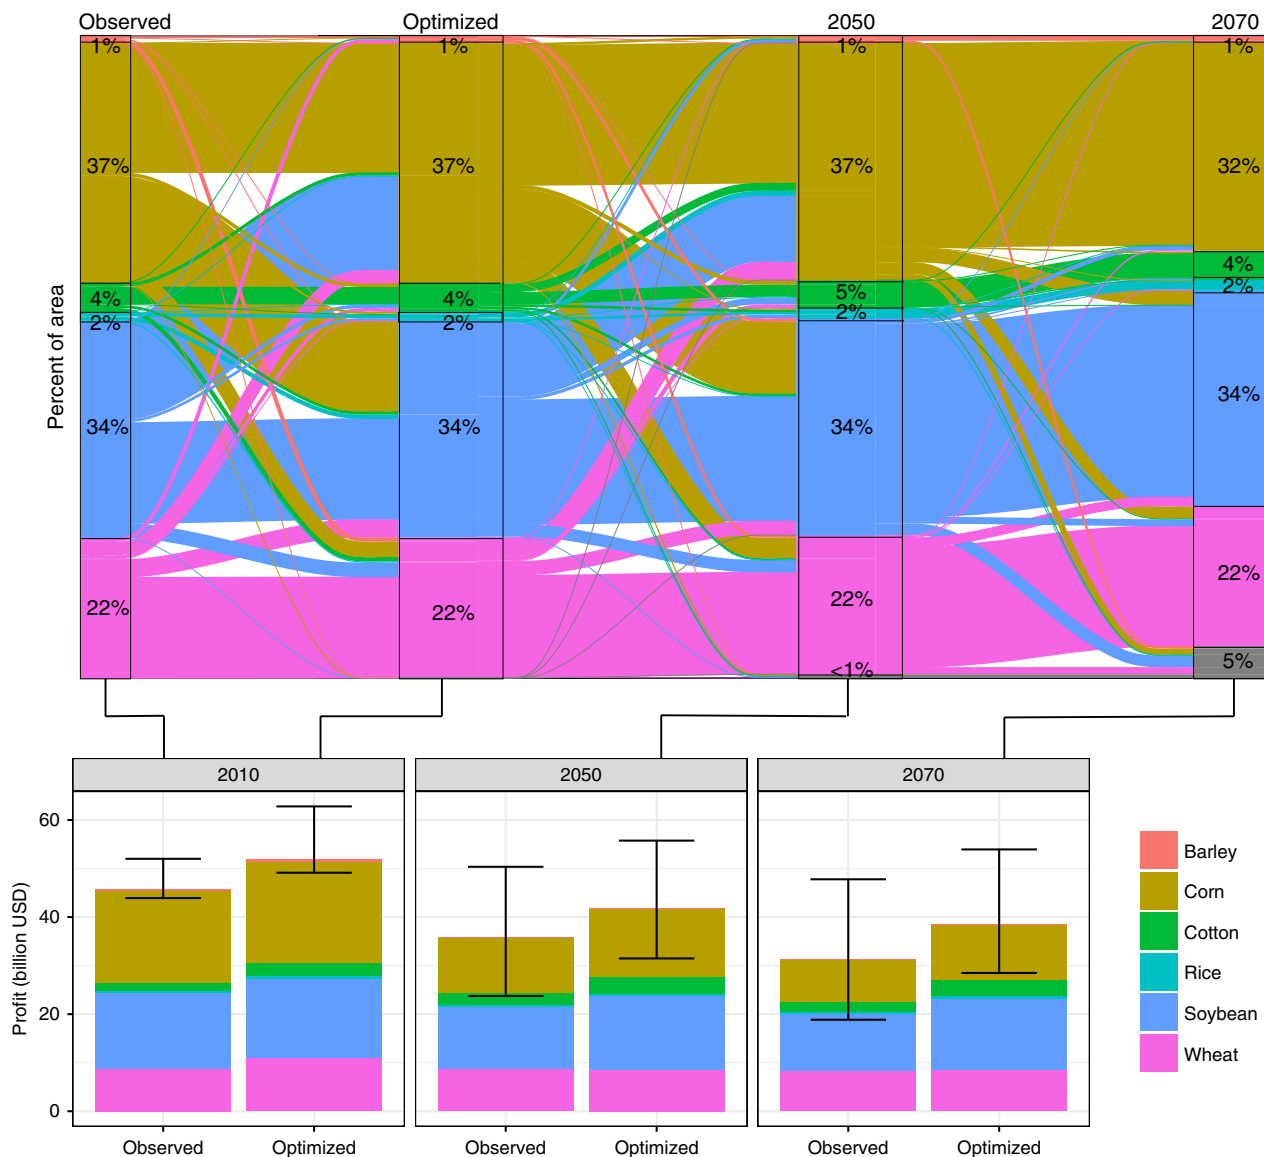 Observed Optimized 2050 2070
1% 1% 1% 1%
37% 37% 37% 32%
4% 4% 5% 4%
2% 2% 2% 2%
34% 34% 34% 34%
22% 22% 22% 22%
<1% 5%
Percent of area
2010 2050 2070
60
40
20
0
Profit (billion USD)
Observed Optimized Observed Optimized Observed Optimized
Barley
Corn
Cotton
Rice
Soybean
Wheat